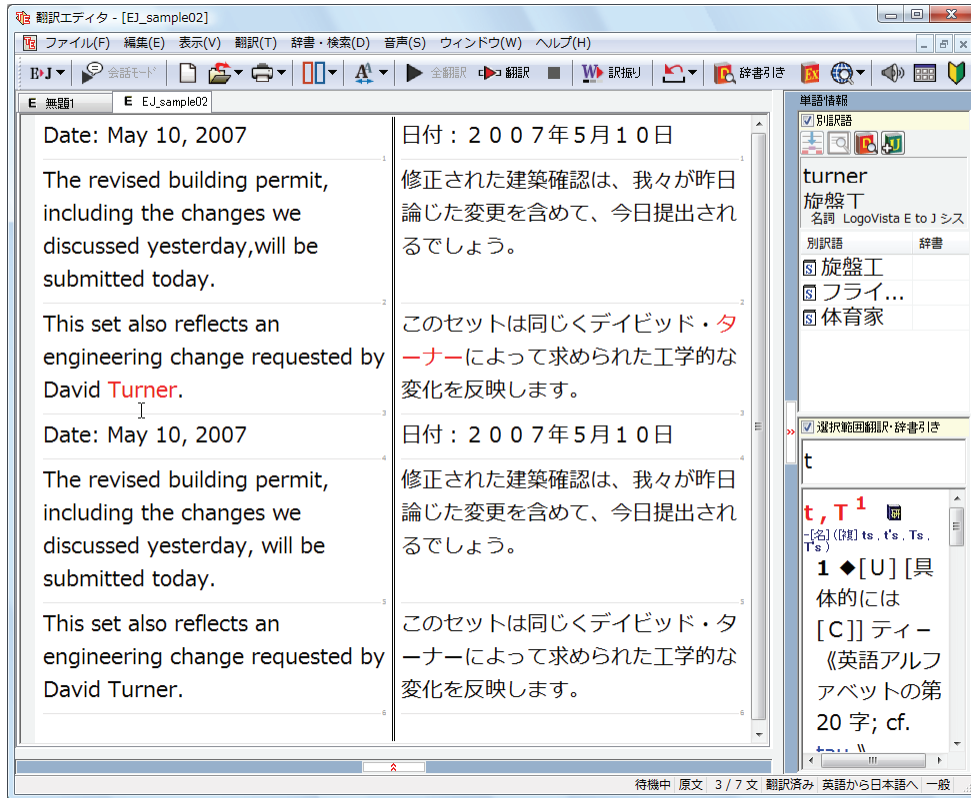 翻訳エディタ - [EJ_sample02]
ファイル(F) 編集(E) 表示(V) 翻訳(T) 辞書・検索(D) 音声(S) ウィンドウ(W) ヘルプ(H)
E▸J 会話モード 全翻訳 翻訳 訳振り 辞書引き
E 無題1 E EJ_sample02
Date: May 10, 2007
1
The revised building permit,
including the changes we
discussed yesterday,will be
submitted today.
2
This set also reflects an
engineering change requested by
David Turner.
3
Date: May 10, 2007
4
The revised building permit,
including the changes we
discussed yesterday, will be
submitted today.
5
This set also reflects an
engineering change requested by
David Turner.
6
日付：２００７年５月１０日
1
修正された建築確認は、我々が昨日
論じた変更を含めて、今日提出され
るでしょう。
2
このセットは同じくデイビッド・タ
ーナーによって求められた工学的な
変化を反映します。
3
日付：２００７年５月１０日
4
修正された建築確認は、我々が昨日
論じた変更を含めて、今日提出され
るでしょう。
5
このセットは同じくデイビッド・タ
ーナーによって求められた工学的な
変化を反映します。
6
単語情報
別訳語
turner
旋盤工
名詞 LogoVista E to J シス
別訳語 辞書
S 旋盤工
S フライ...
S 体育家
選択範囲翻訳・辞書引き
t
t , T 1
-[名] ([複] ts , t's , Ts ,
T's )
1 ◆[Ｕ] [具
体的には
[Ｃ]] ティー
《英語アルフ
ァベットの第
20 字; cf.
tau 》
待機中 原文 3 / 7 文 翻訳済み 英語から日本語へ 一般